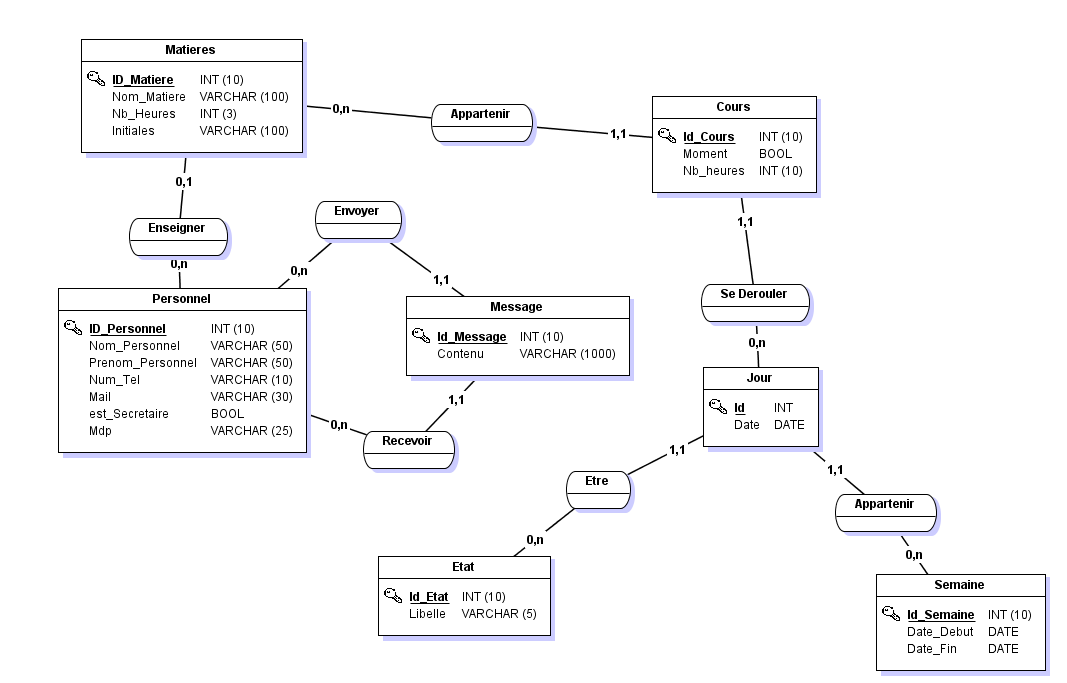 Matieres
ID_Matiere INT (10)
Nom_Matiere VARCHAR (100)
Nb_Heures INT (3)
Initiales VARCHAR (100)
0,n
Appartenir
1,1
Cours
Id_Cours INT (10)
Moment BOOL
Nb_heures INT (10)
0,1
Enseigner
0,n
Envoyer
0,n
1,1
1,1
Se Derouler
0,n
Personnel
ID_Personnel INT (10)
Nom_Personnel VARCHAR (50)
Prenom_Personnel VARCHAR (50)
Num_Tel VARCHAR (10)
Mail VARCHAR (30)
est_Secretaire BOOL
Mdp VARCHAR (25)
Message
Id_Message INT (10)
Contenu VARCHAR (1000)
1,1
0,n
Recevoir
Jour
Id INT
Date DATE
1,1
Etre
0,n
1,1
Appartenir
0,n
Etat
Id_Etat INT (10)
Libelle VARCHAR (5)
Semaine
Id_Semaine INT (10)
Date_Debut DATE
Date_Fin DATE